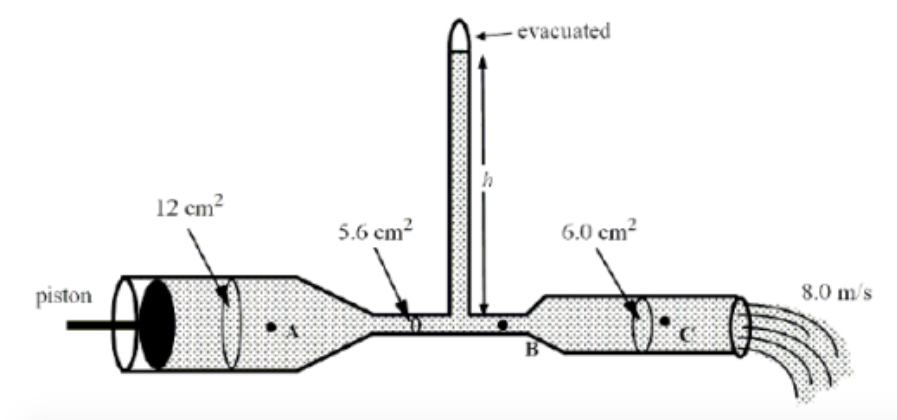 evacuated
h
12 cm²
5.6 cm²
6.0 cm²
piston
8.0 m/s
A
B
C